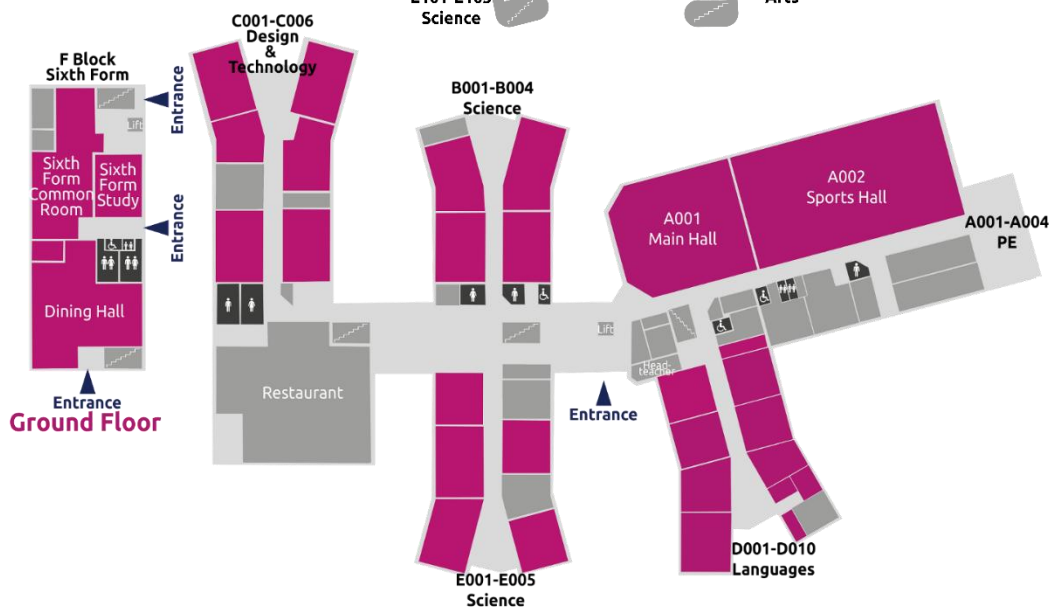 Science
C001-C006
Design
&
Technology
F Block
Sixth Form
Entrance
Lift
Sixth
Form
Common
Room
Sixth
Form
Study
Entrance
Dining Hall
Entrance
Ground Floor
B001-B004
Science
A001
Main Hall
A002
Sports Hall
A001-A004
PE
Restaurant
Lift
Head-
teacher
Entrance
E001-E005
Science
D001-D010
Languages